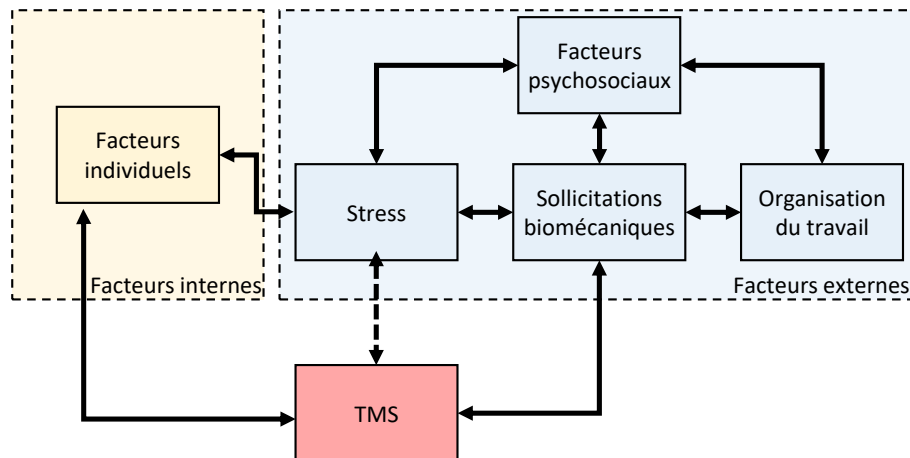 Facteurs
psychosociaux
Facteurs
individuels
Stress
Sollicitations
biomécaniques
Organisation
du travail
Facteurs internes
Facteurs externes
TMS